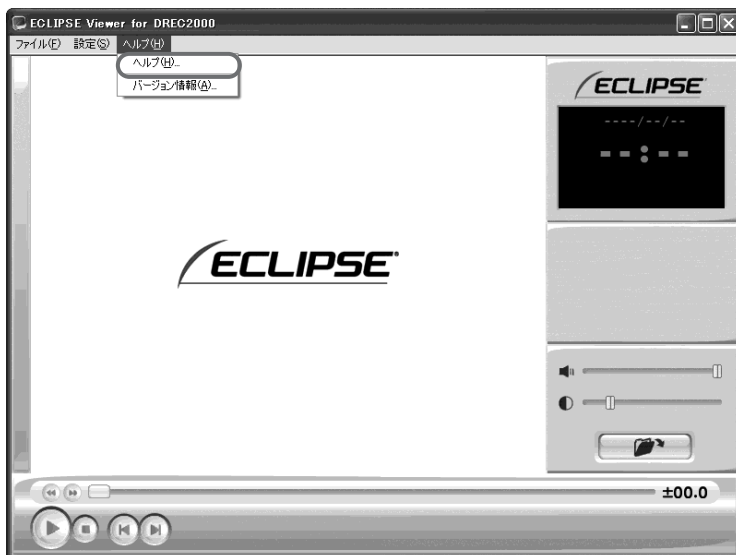 ECLIPSE Viewer for DREC2000
ファイル(F) 設定(S) ヘルプ(H)
ヘルプ(H)...
バージョン情報(A)...
ECLIPSE
----/--/--
--:--
ECLIPSE®
±00.0